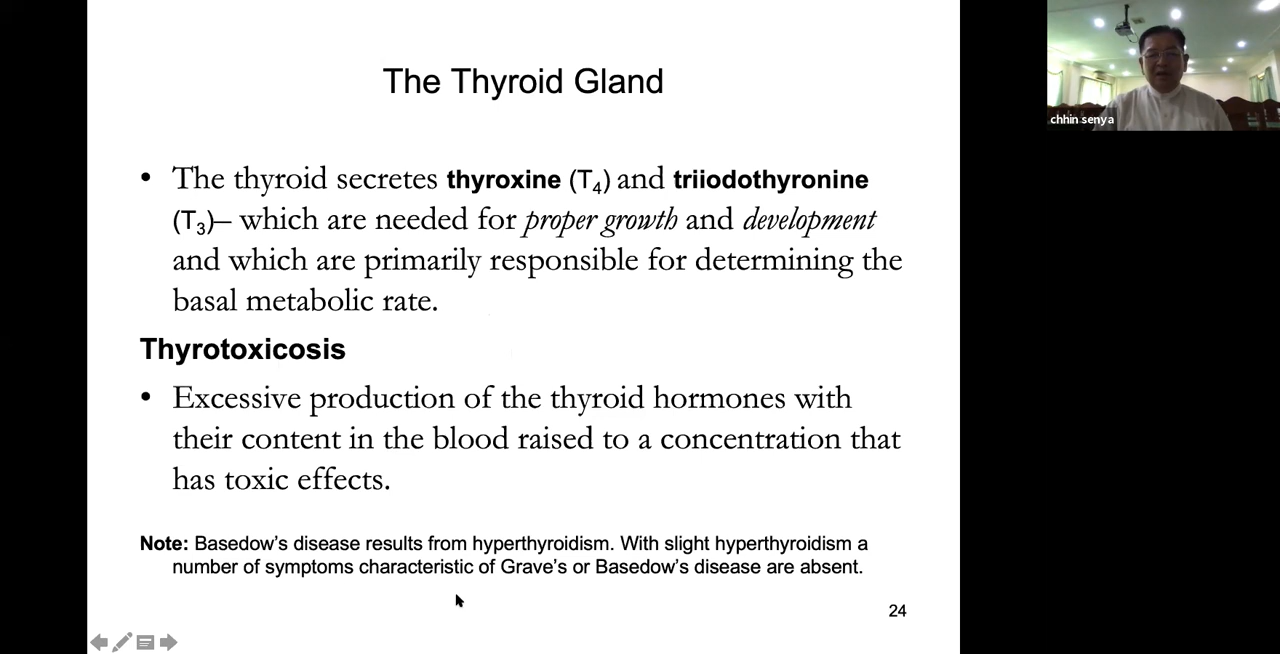 The Thyroid Gland
• The thyroid secretes thyroxine (T₄) and triiodothyronine
(T₃)– which are needed for proper growth and development
and which are primarily responsible for determining the
basal metabolic rate.
Thyrotoxicosis
• Excessive production of the thyroid hormones with
their content in the blood raised to a concentration that
has toxic effects.
Note: Basedow’s disease results from hyperthyroidism. With slight hyperthyroidism a
number of symptoms characteristic of Grave’s or Basedow’s disease are absent.
24
chhin senya